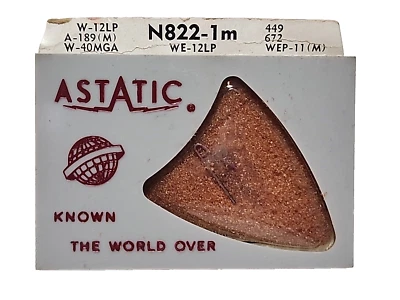 W-12LP N822-1m 449
A-189(M) 672
W-40MGA WE-12LP WEP-11(M)
ASTATIC ®
KNOWN
THE WORLD OVER